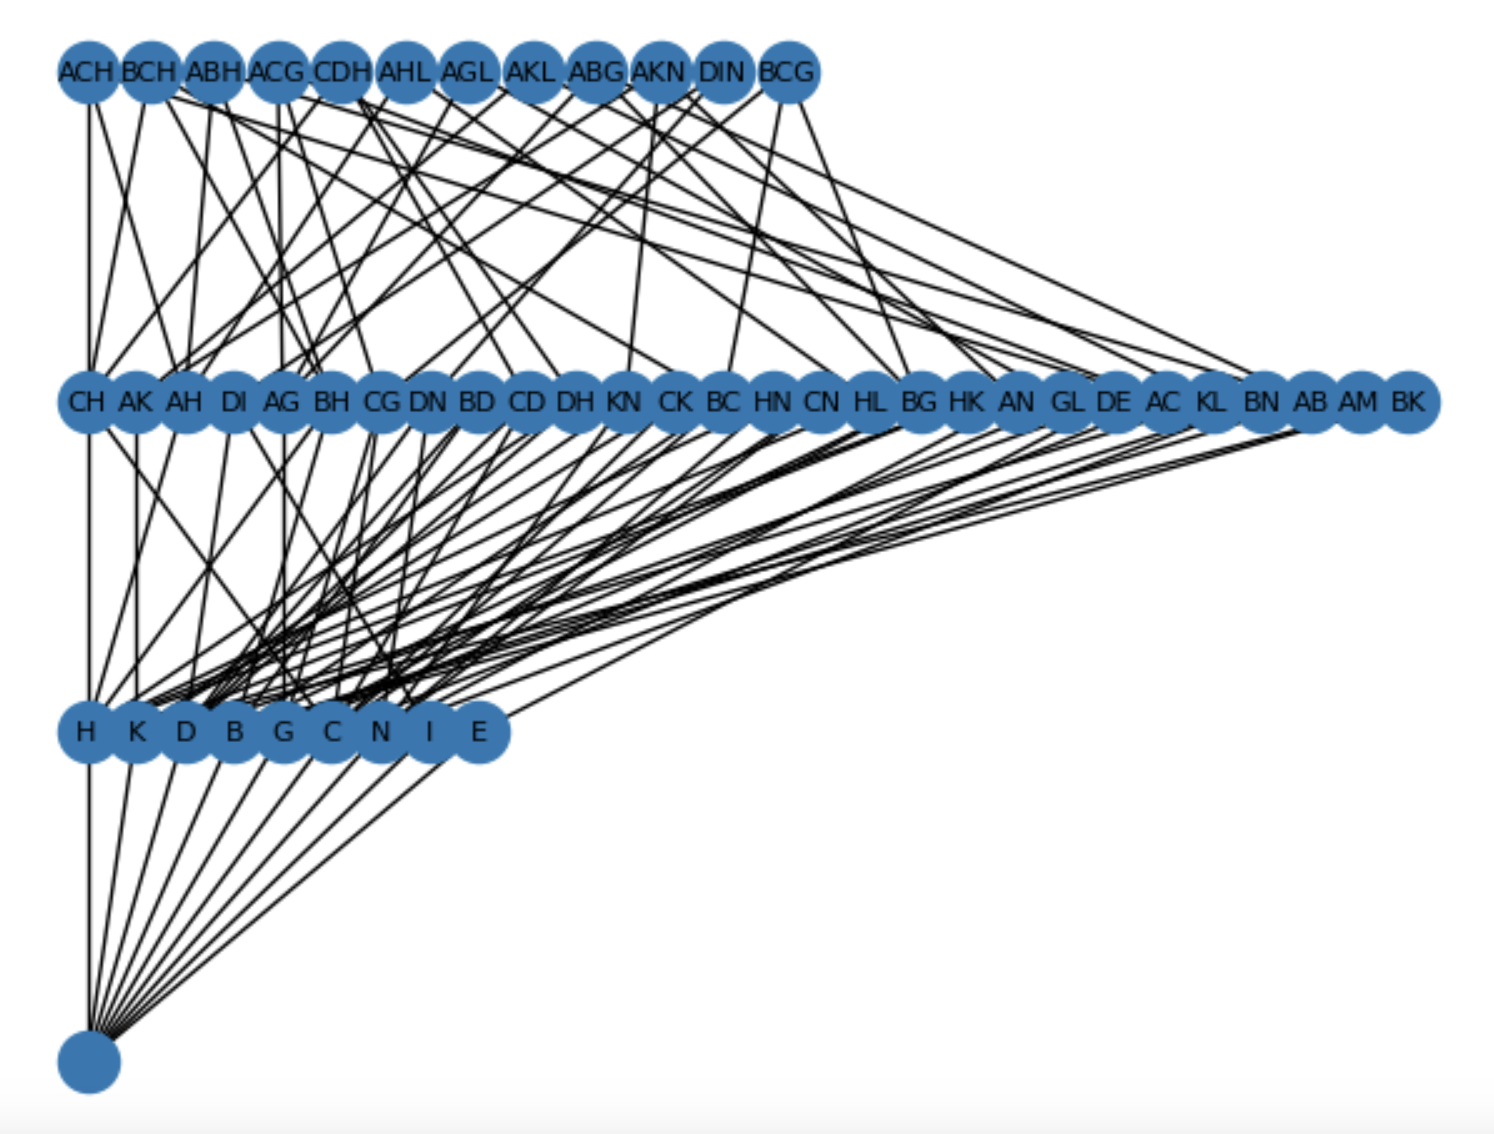 ACH BCH ABH ACG CDH AHL AGL AKL ABG AKN DIN BCG
CH AK AH DI AG BH CG DN BD CD DH KN CK BC HN CN HL BG HK AN GL DE AC KL BN AB AM BK
H K D B G C N I E